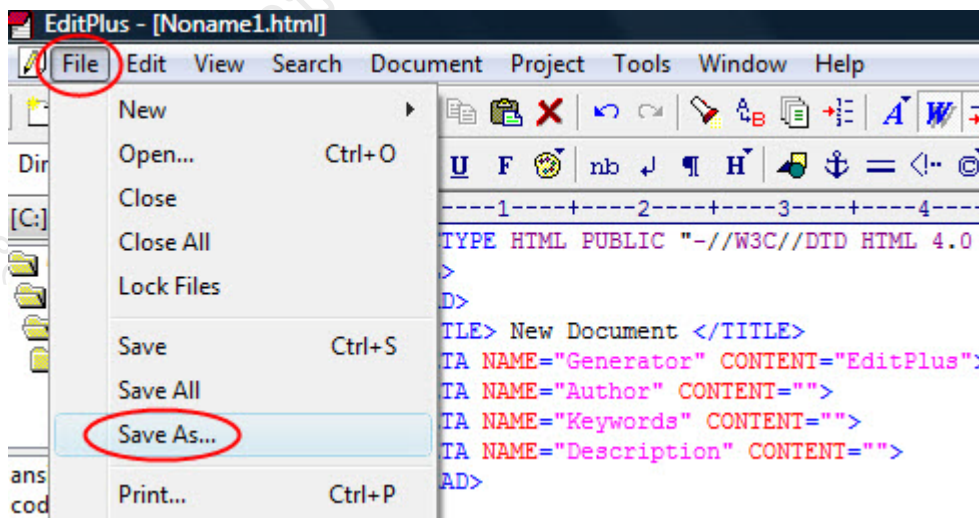 EditPlus - [Noname1.html]
File Edit View Search Document Project Tools Window Help
New
Open... Ctrl+O
Close
Close All
Lock Files
Save Ctrl+S
Save All
Save As...
Print... Ctrl+P
Dir
[C:]
ans
cod
B A W
U F nb ¶ H = <!-- ©
----1----+----2----+----3----+----4----
TYPE HTML PUBLIC "-//W3C//DTD HTML 4.0
>
D>
TLE> New Document </TITLE>
TA NAME="Generator" CONTENT="EditPlus">
TA NAME="Author" CONTENT="">
TA NAME="Keywords" CONTENT="">
TA NAME="Description" CONTENT="">
AD>